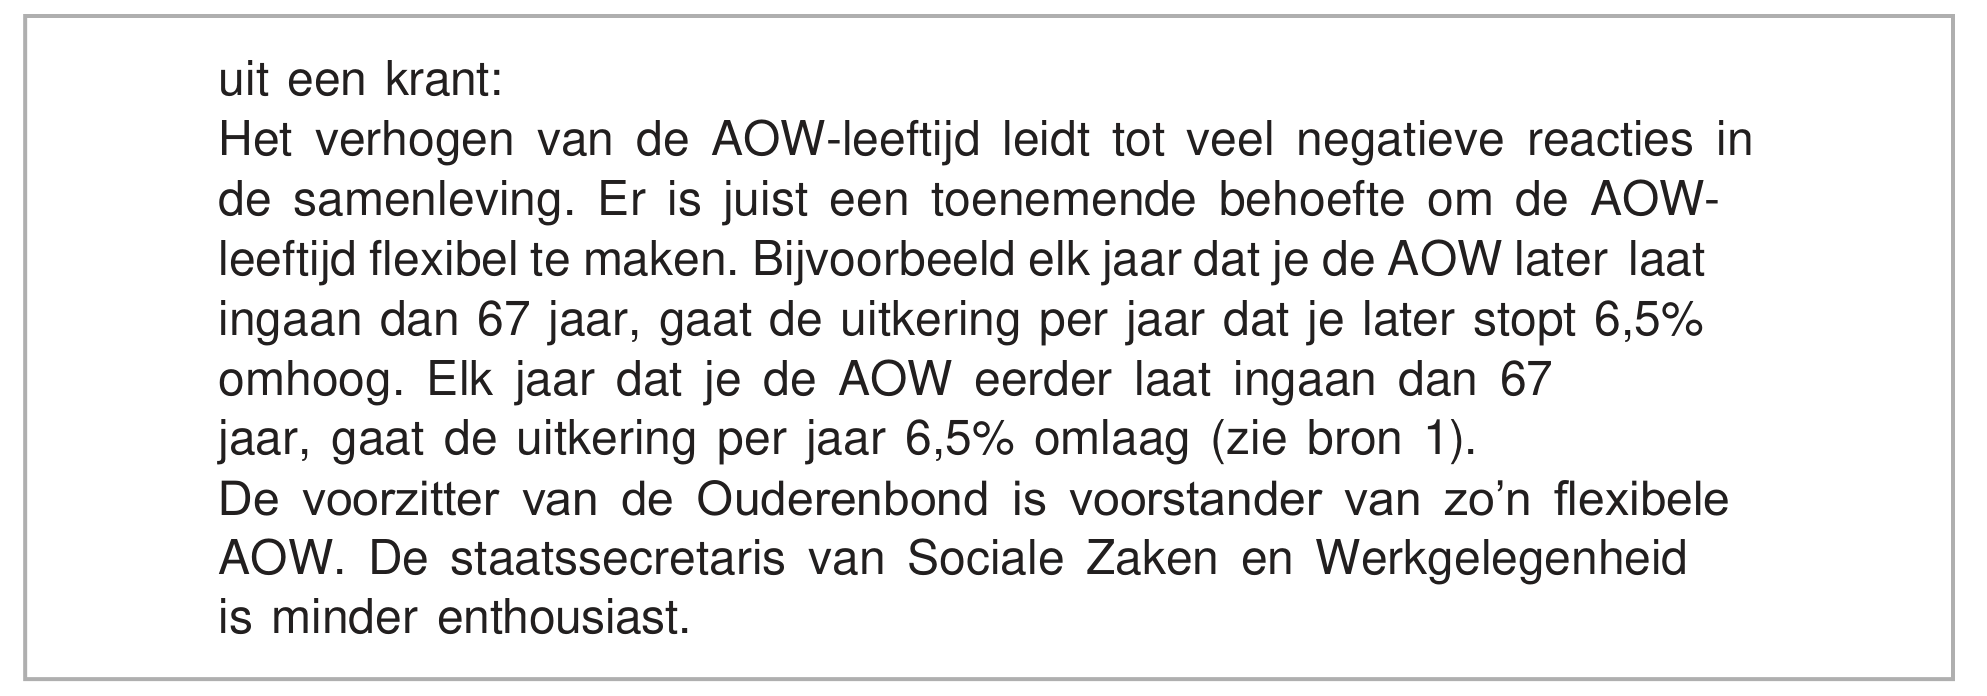 uit een krant:
Het verhogen van de AOW-leeftijd leidt tot veel negatieve reacties in
de samenleving. Er is juist een toenemende behoefte om de AOW-
leeftijd flexibel te maken. Bijvoorbeeld elk jaar dat je de AOW later laat
ingaan dan 67 jaar, gaat de uitkering per jaar dat je later stopt 6,5%
omhoog. Elk jaar dat je de AOW eerder laat ingaan dan 67
jaar, gaat de uitkering per jaar 6,5% omlaag (zie bron 1).
De voorzitter van de Ouderenbond is voorstander van zo’n flexibele
AOW. De staatssecretaris van Sociale Zaken en Werkgelegenheid
is minder enthousiast.